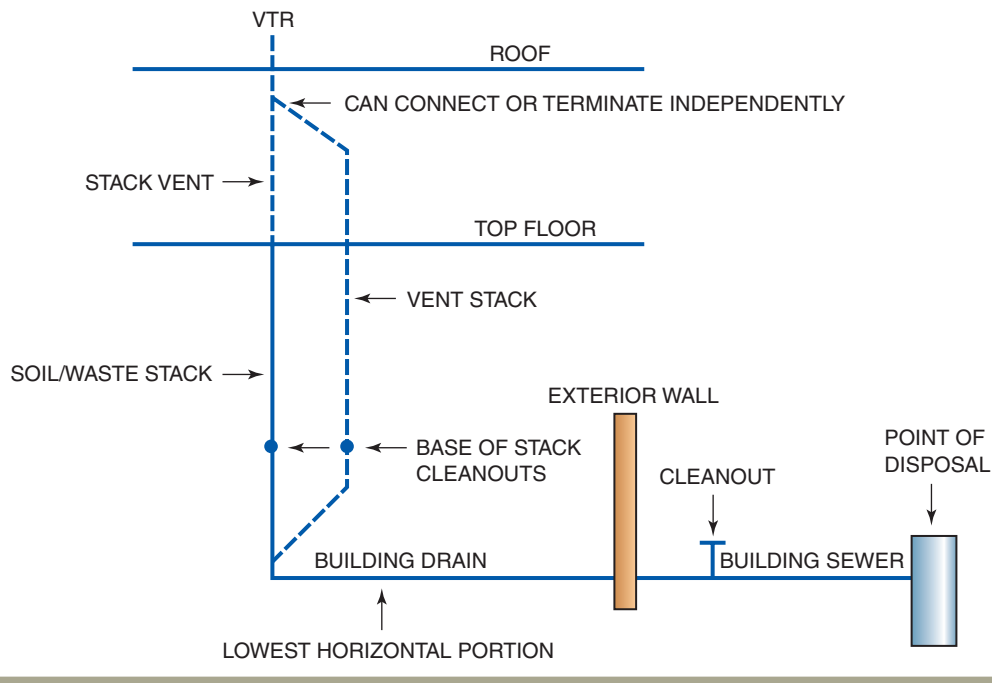 VTR
ROOF
CAN CONNECT OR TERMINATE INDEPENDENTLY
STACK VENT
TOP FLOOR
VENT STACK
SOIL/WASTE STACK
EXTERIOR WALL
BASE OF STACK
CLEANOUTS
POINT OF
DISPOSAL
CLEANOUT
BUILDING DRAIN
BUILDING SEWER
LOWEST HORIZONTAL PORTION